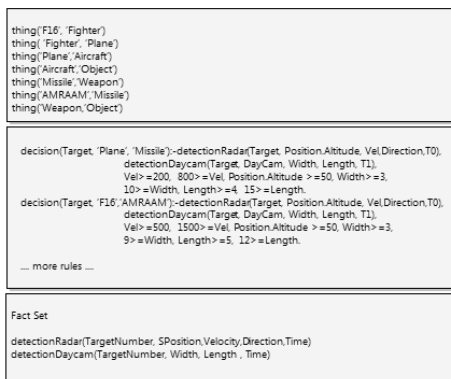 thing('F16', 'Fighter')
thing( 'Fighter', 'Plane')
thing('Plane','Aircraft')
thing('Aircraft','Object')
thing('Missile','Weapon')
thing('AMRAAM','Missile')
thing('Weapon,'Object')
decision(Target, 'Plane', 'Missile'):-detectionRadar(Target, Position.Altitude, Vel,Direction,T0),
detectionDaycam(Target, DayCam, Width, Length, T1),
Vel>=200, 800>=Vel, Position.Altitude >=50, Width>=3,
10>=Width, Length>=4, 15>=Length.
decision(Target, 'F16','AMRAAM'):-detectionRadar(Target, Position.Altitude, Vel,Direction,T0),
detectionDaycam(Target, DayCam, Width, Length, T1),
Vel>=500, 1500>=Vel, Position.Altitude >=50, Width>=3,
9>=Width, Length>=5, 12>=Length.
.... more rules ....
Fact Set
detectionRadar(TargetNumber, SPosition,Velocity,Direction,Time)
detectionDaycam(TargetNumber, Width, Length , Time)